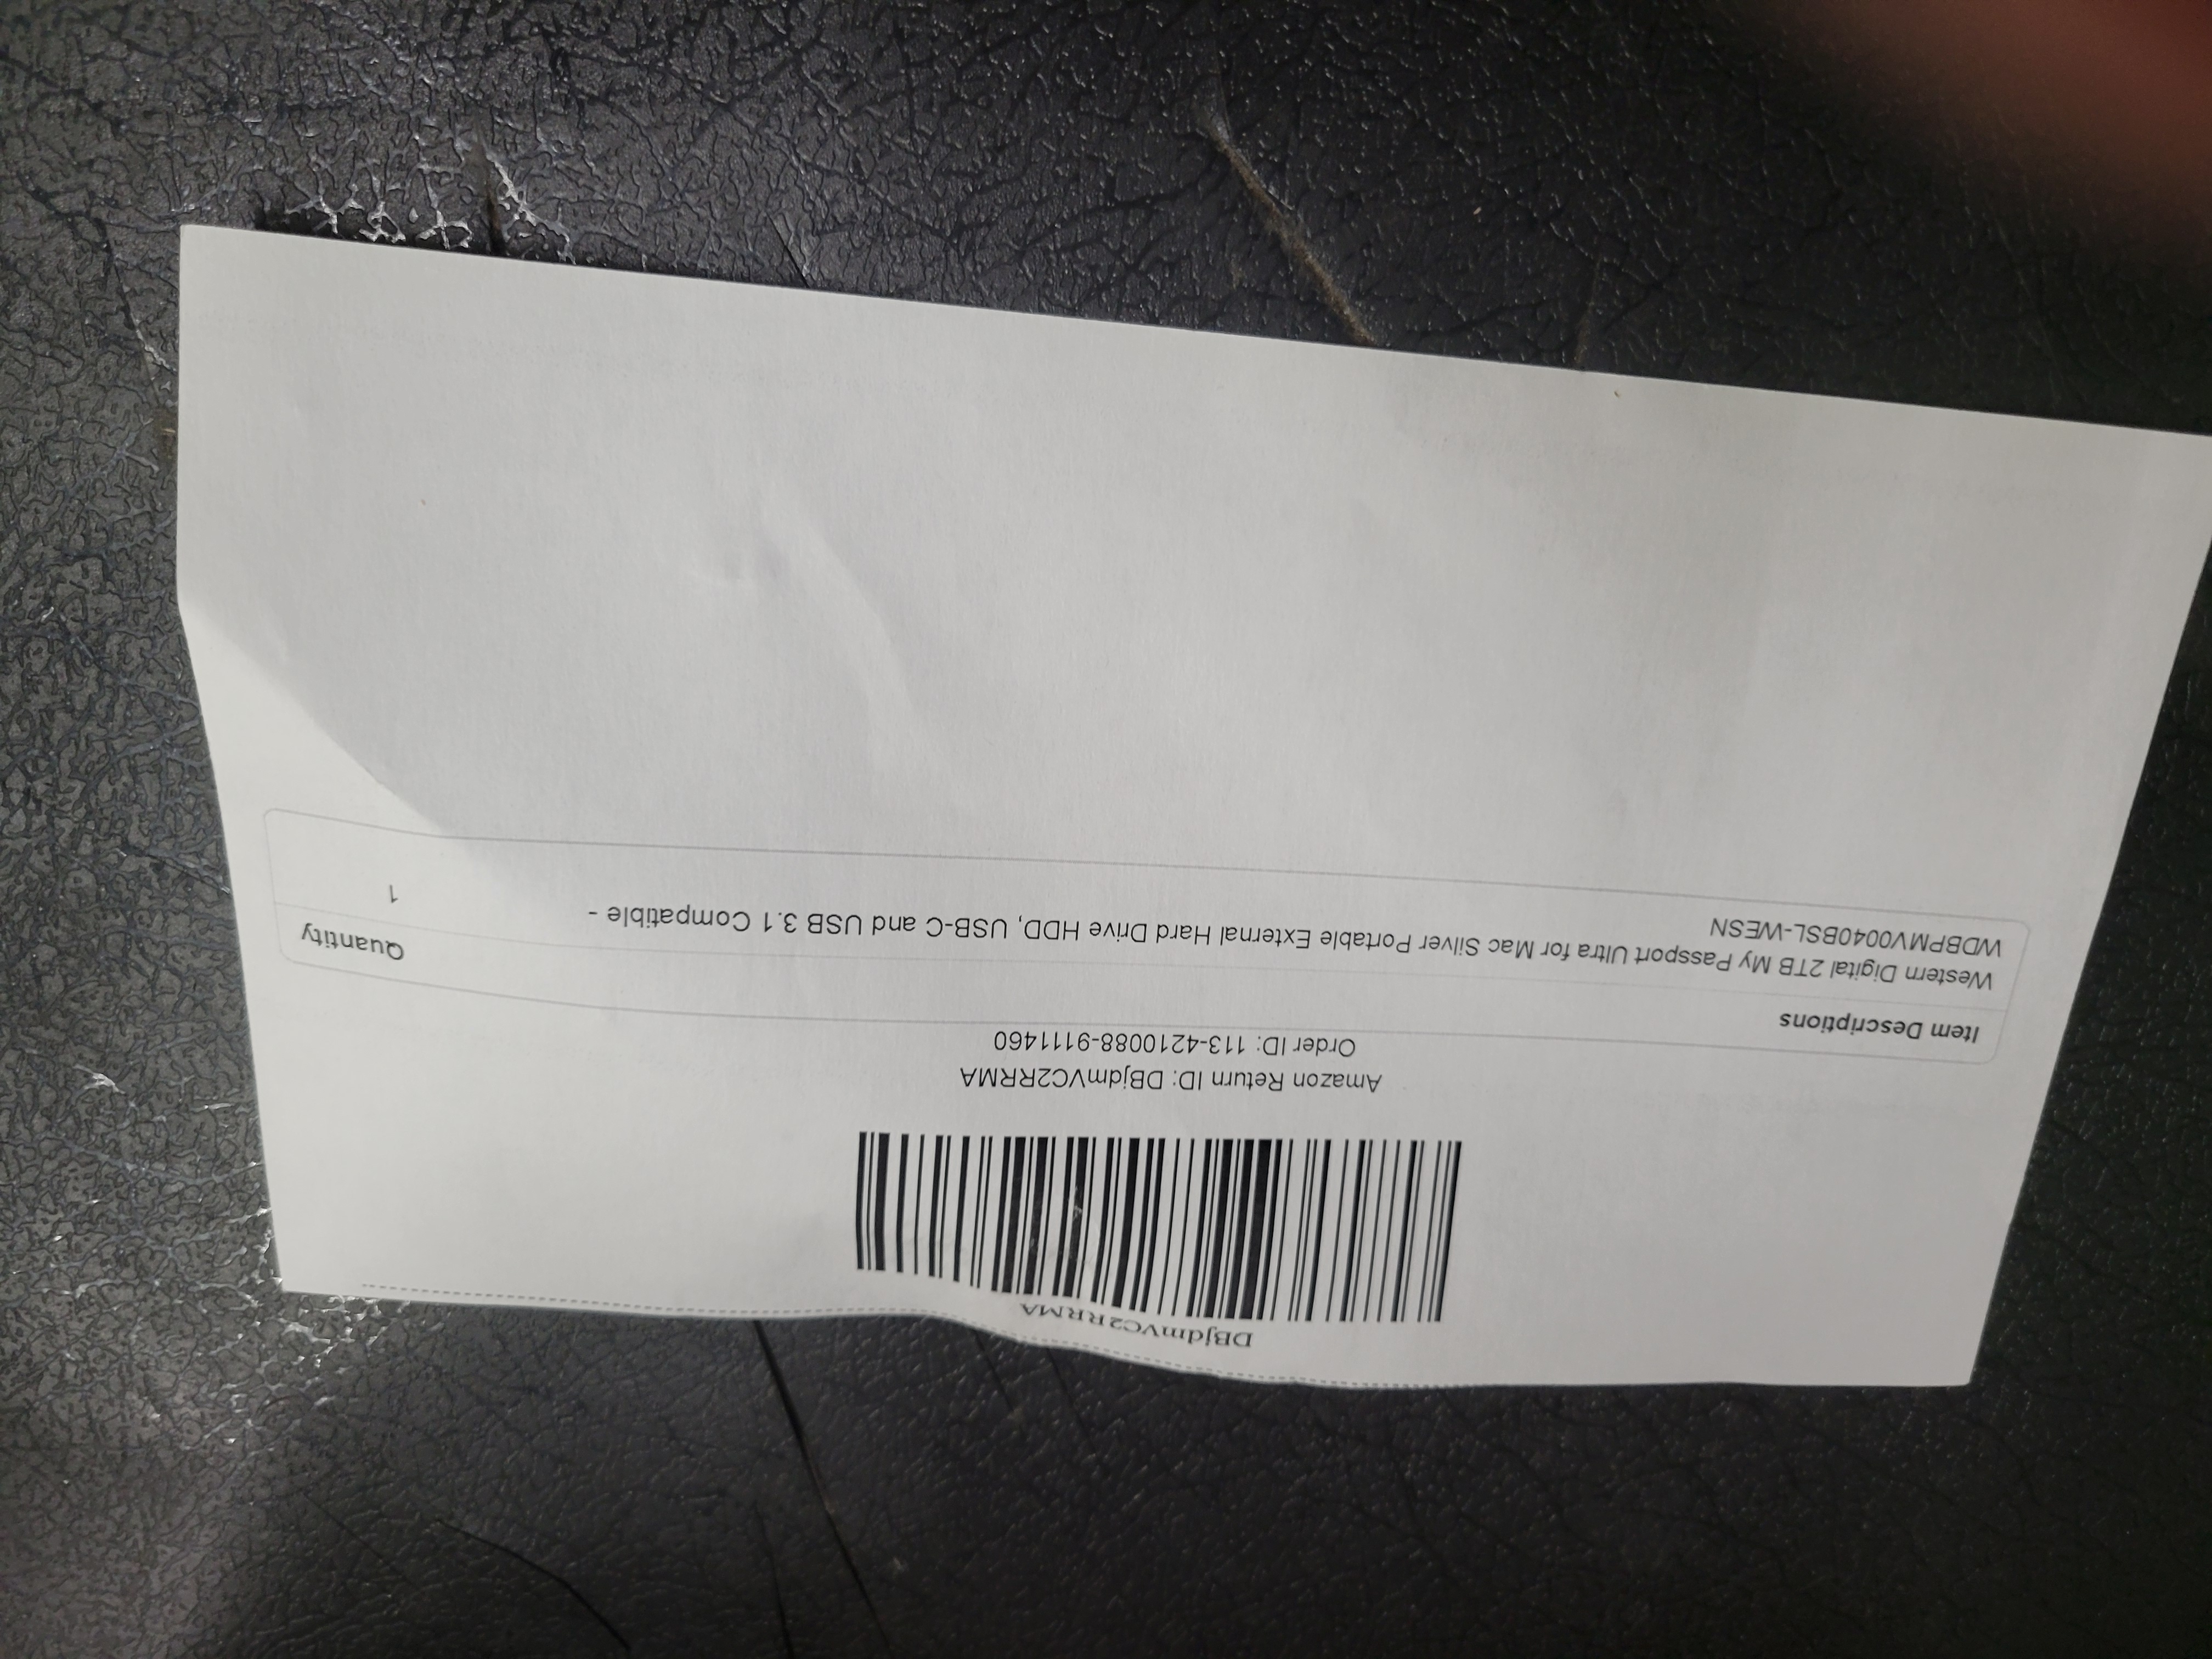 DBjdmVC2RRMA
Amazon Return ID: DBjdmVC2RRMA
Order ID: 113-4210088-9111460
Item Descriptions
Quantity
Western Digital 2TB My Passport Ultra for Mac Silver Portable External Hard Drive HDD, USB-C and USB 3.1 Compatible -
WDBPMV0040BSL-WESN
1